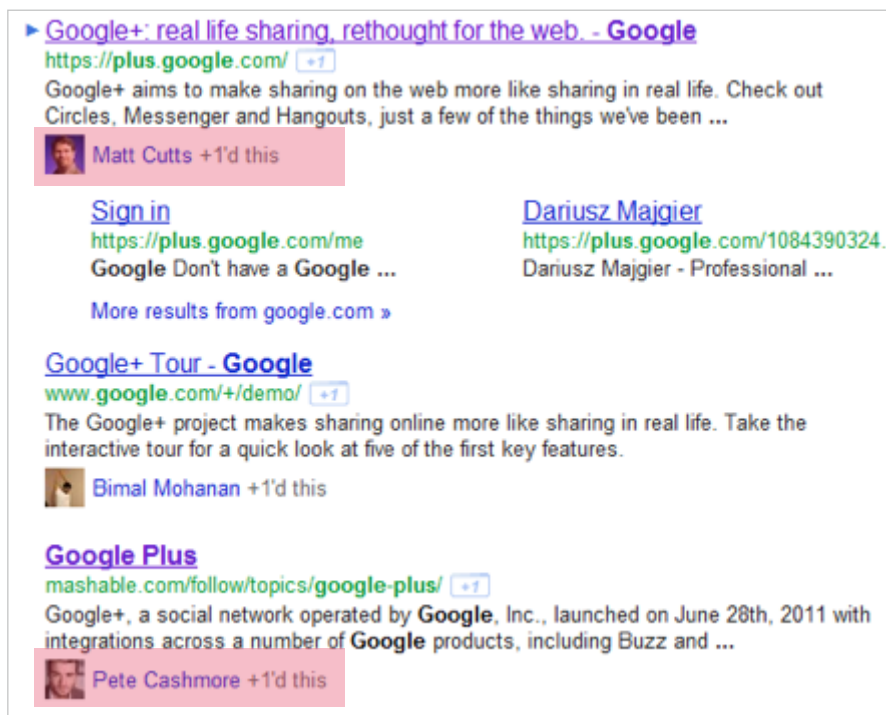 Google+: real life sharing, rethought for the web. - Google
https://plus.google.com/ +1
Google+ aims to make sharing on the web more like sharing in real life. Check out
Circles, Messenger and Hangouts, just a few of the things we've been ...
Matt Cutts +1'd this
Sign in
https://plus.google.com/me
Google Don't have a Google ...
More results from google.com »
Dariusz Majgier
https://plus.google.com/1084390324.
Dariusz Majgier - Professional ...
Google+ Tour - Google
www.google.com/+/demo/ +1
The Google+ project makes sharing online more like sharing in real life. Take the
interactive tour for a quick look at five of the first key features.
Bimal Mohanan +1'd this
Google Plus
mashable.com/follow/topics/google-plus/ +1
Google+, a social network operated by Google, Inc., launched on June 28th, 2011 with
integrations across a number of Google products, including Buzz and ...
Pete Cashmore +1'd this